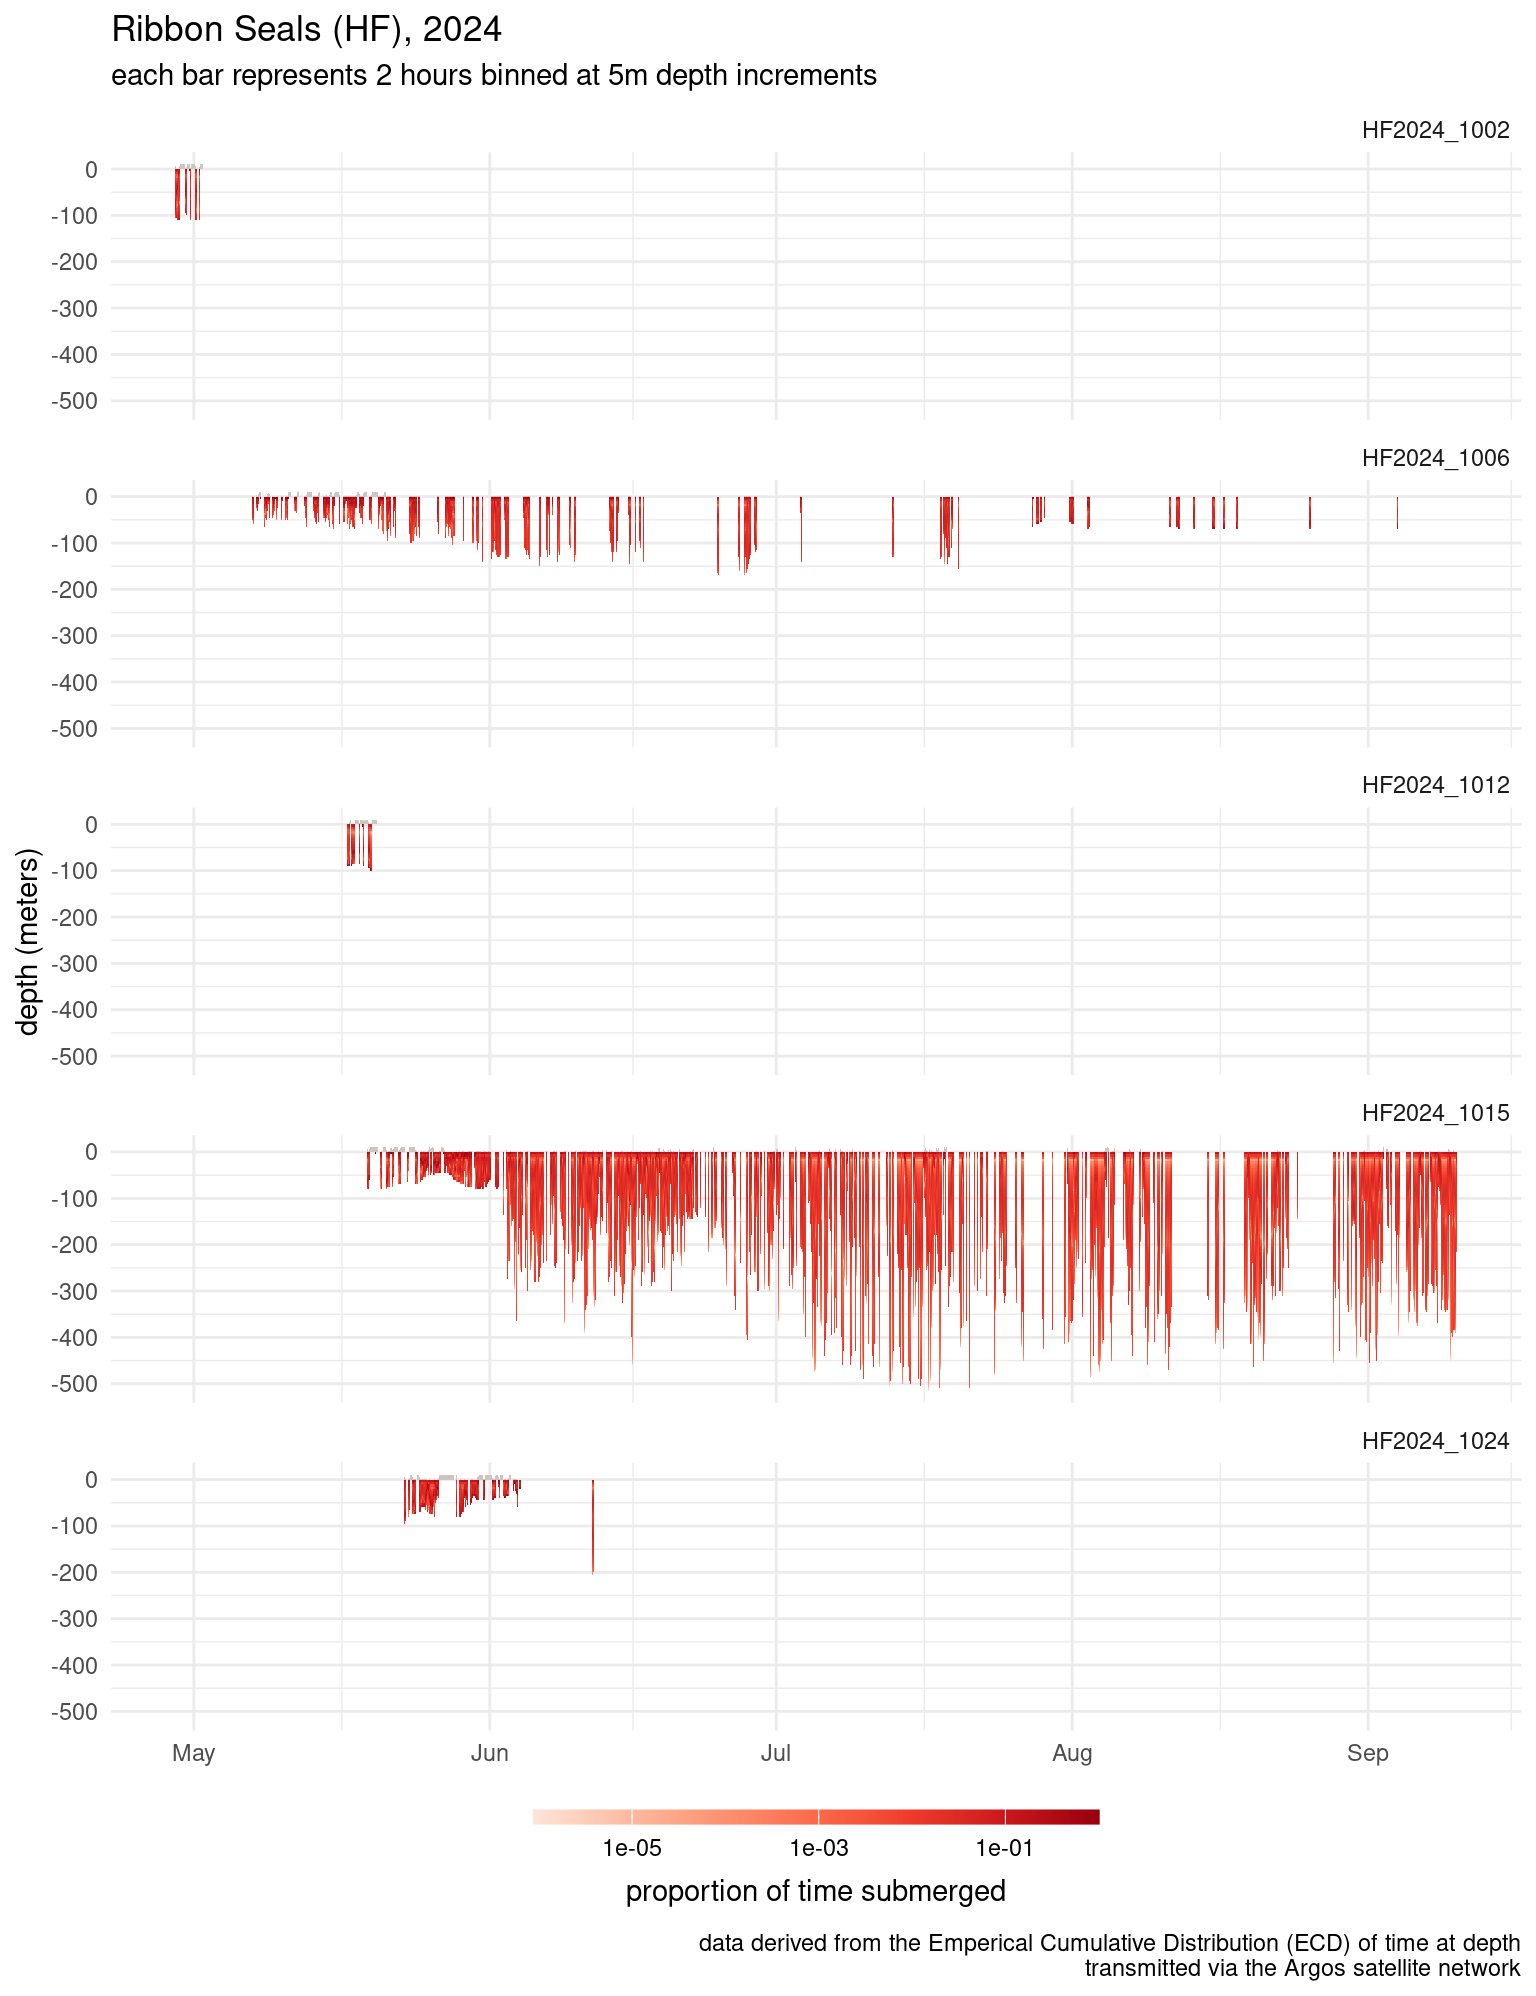 Ribbon Seals (HF), 2024
each bar represents 2 hours binned at 5m depth increments
HF2024_1002
0
-100
-200
-300
-400
-500
HF2024_1006
0
-100
-200
-300
-400
-500
HF2024_1012
0
-100
-200
-300
-400
-500
depth (meters)
HF2024_1015
0
-100
-200
-300
-400
-500
HF2024_1024
0
-100
-200
-300
-400
-500
May Jun Jul Aug Sep
1e-05 1e-03 1e-01
proportion of time submerged
data derived from the Emperical Cumulative Distribution (ECD) of time at depth
transmitted via the Argos satellite network